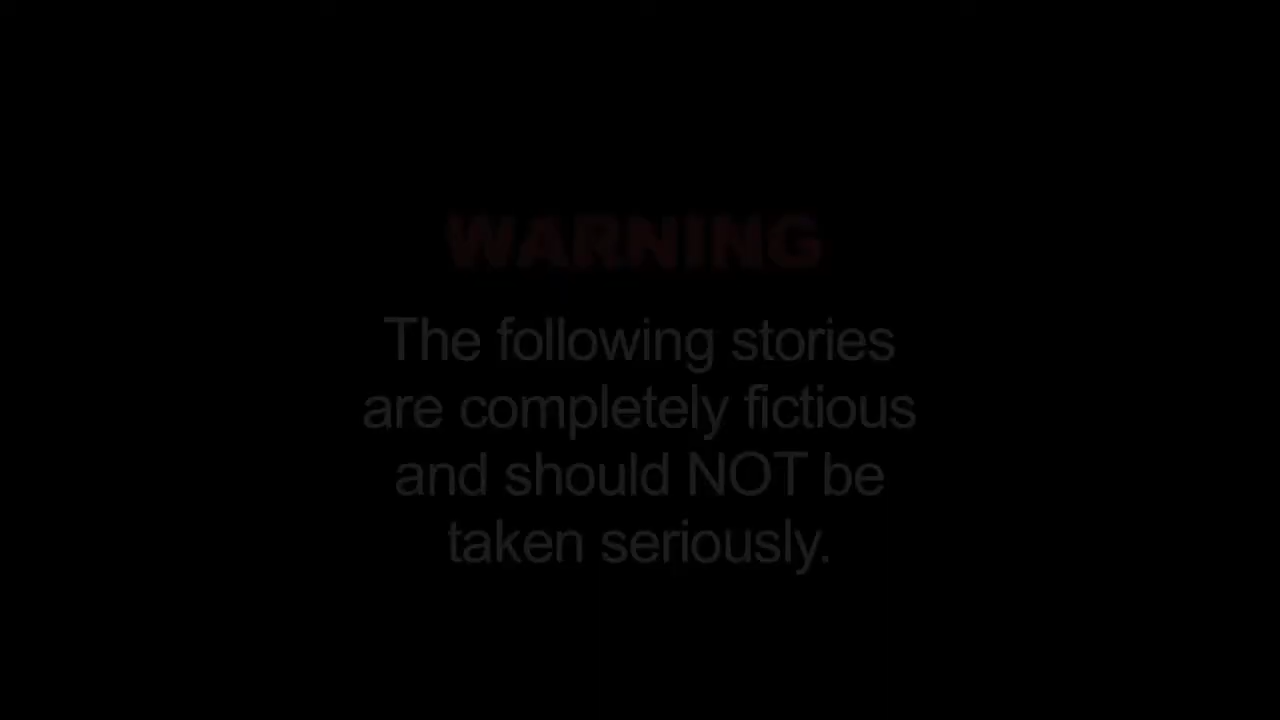 WARNING
The following stories
are completely fictious
and should NOT be
taken seriously.